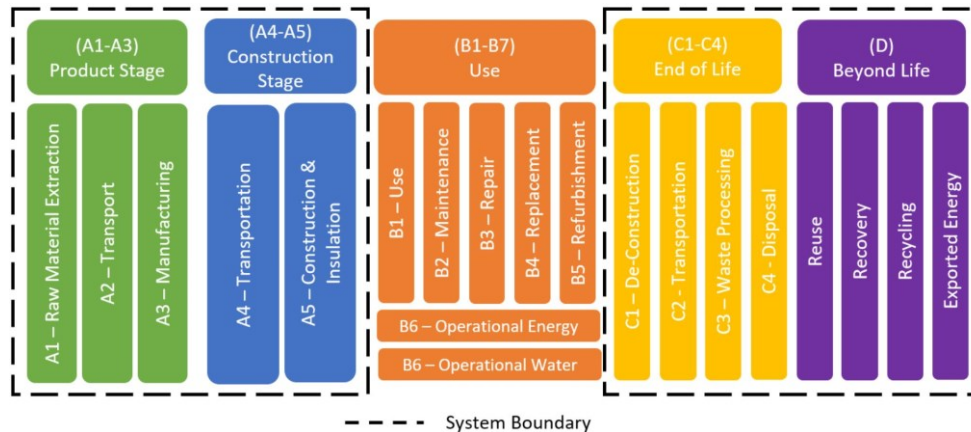 (A1-A3)
Product Stage
(A4-A5)
Construction
Stage
(B1-B7)
Use
(C1-C4)
End of Life
(D)
Beyond Life
A1 – Raw Material Extraction
A2 – Transport
A3 – Manufacturing
A4 – Transportation
A5 – Construction &
Insulation
B1 – Use
B2 – Maintenance
B3 – Repair
B4 – Replacement
B5 – Refurbishment
B6 – Operational Energy
B6 – Operational Water
C1 – De-Construction
C2 - Transportation
C3 – Waste Processing
C4 - Disposal
Reuse
Recovery
Recycling
Exported Energy
System Boundary